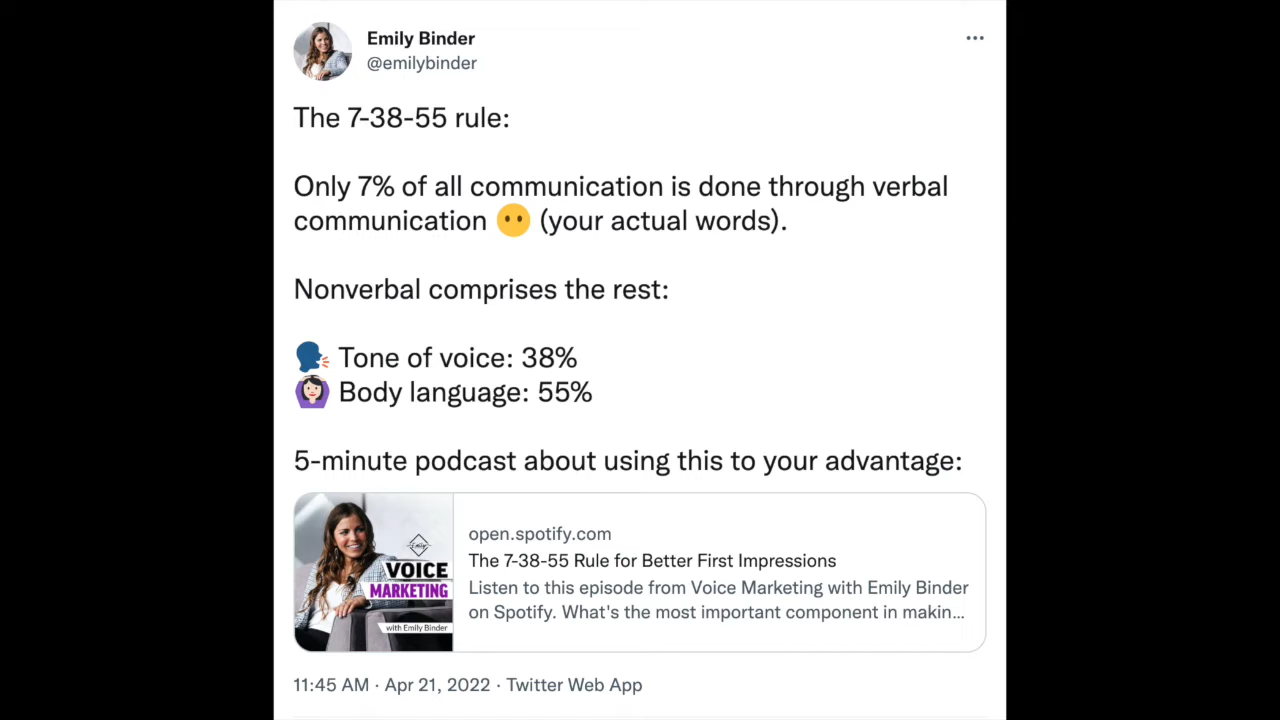 Emily Binder
@emilybinder
The 7-38-55 rule:
Only 7% of all communication is done through verbal
communication 😶 (your actual words).
Nonverbal comprises the rest:
🗣️ Tone of voice: 38%
🙆🏻‍♀️ Body language: 55%
5-minute podcast about using this to your advantage:
VOICE
MARKETING
with Emily Binder
open.spotify.com
The 7-38-55 Rule for Better First Impressions
Listen to this episode from Voice Marketing with Emily Binder
on Spotify. What's the most important component in makin...
11:45 AM · Apr 21, 2022 · Twitter Web App